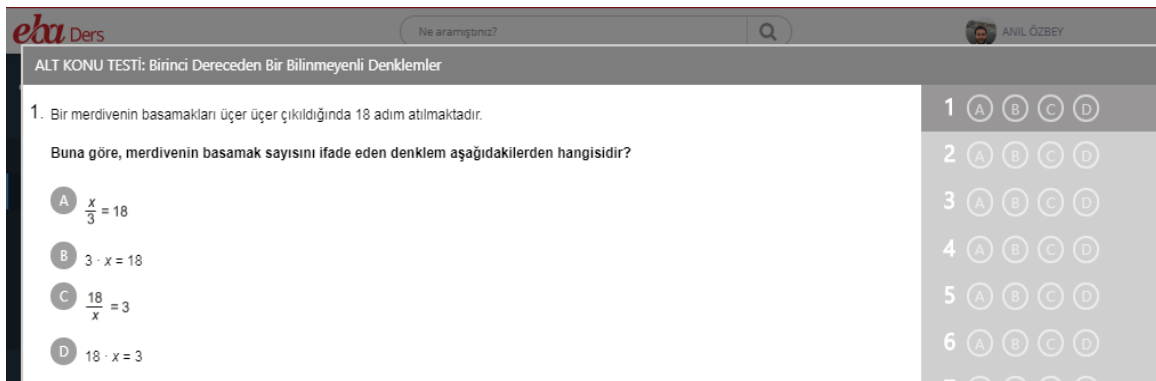 eba Ders
Ne aramıştınız?
ANIL ÖZBEY
ALT KONU TESTİ: Birinci Dereceden Bir Bilinmeyenli Denklemler
1. Bir merdivenin basamakları üçer üçer çıkıldığında 18 adım atılmaktadır.
Buna göre, merdivenin basamak sayısını ifade eden denklem aşağıdakilerden hangisidir?
A x/3 = 18
B 3 · x = 18
C 18/x = 3
D 18 · x = 3
1 A B C D
2 A B C D
3 A B C D
4 A B C D
5 A B C D
6 A B C D